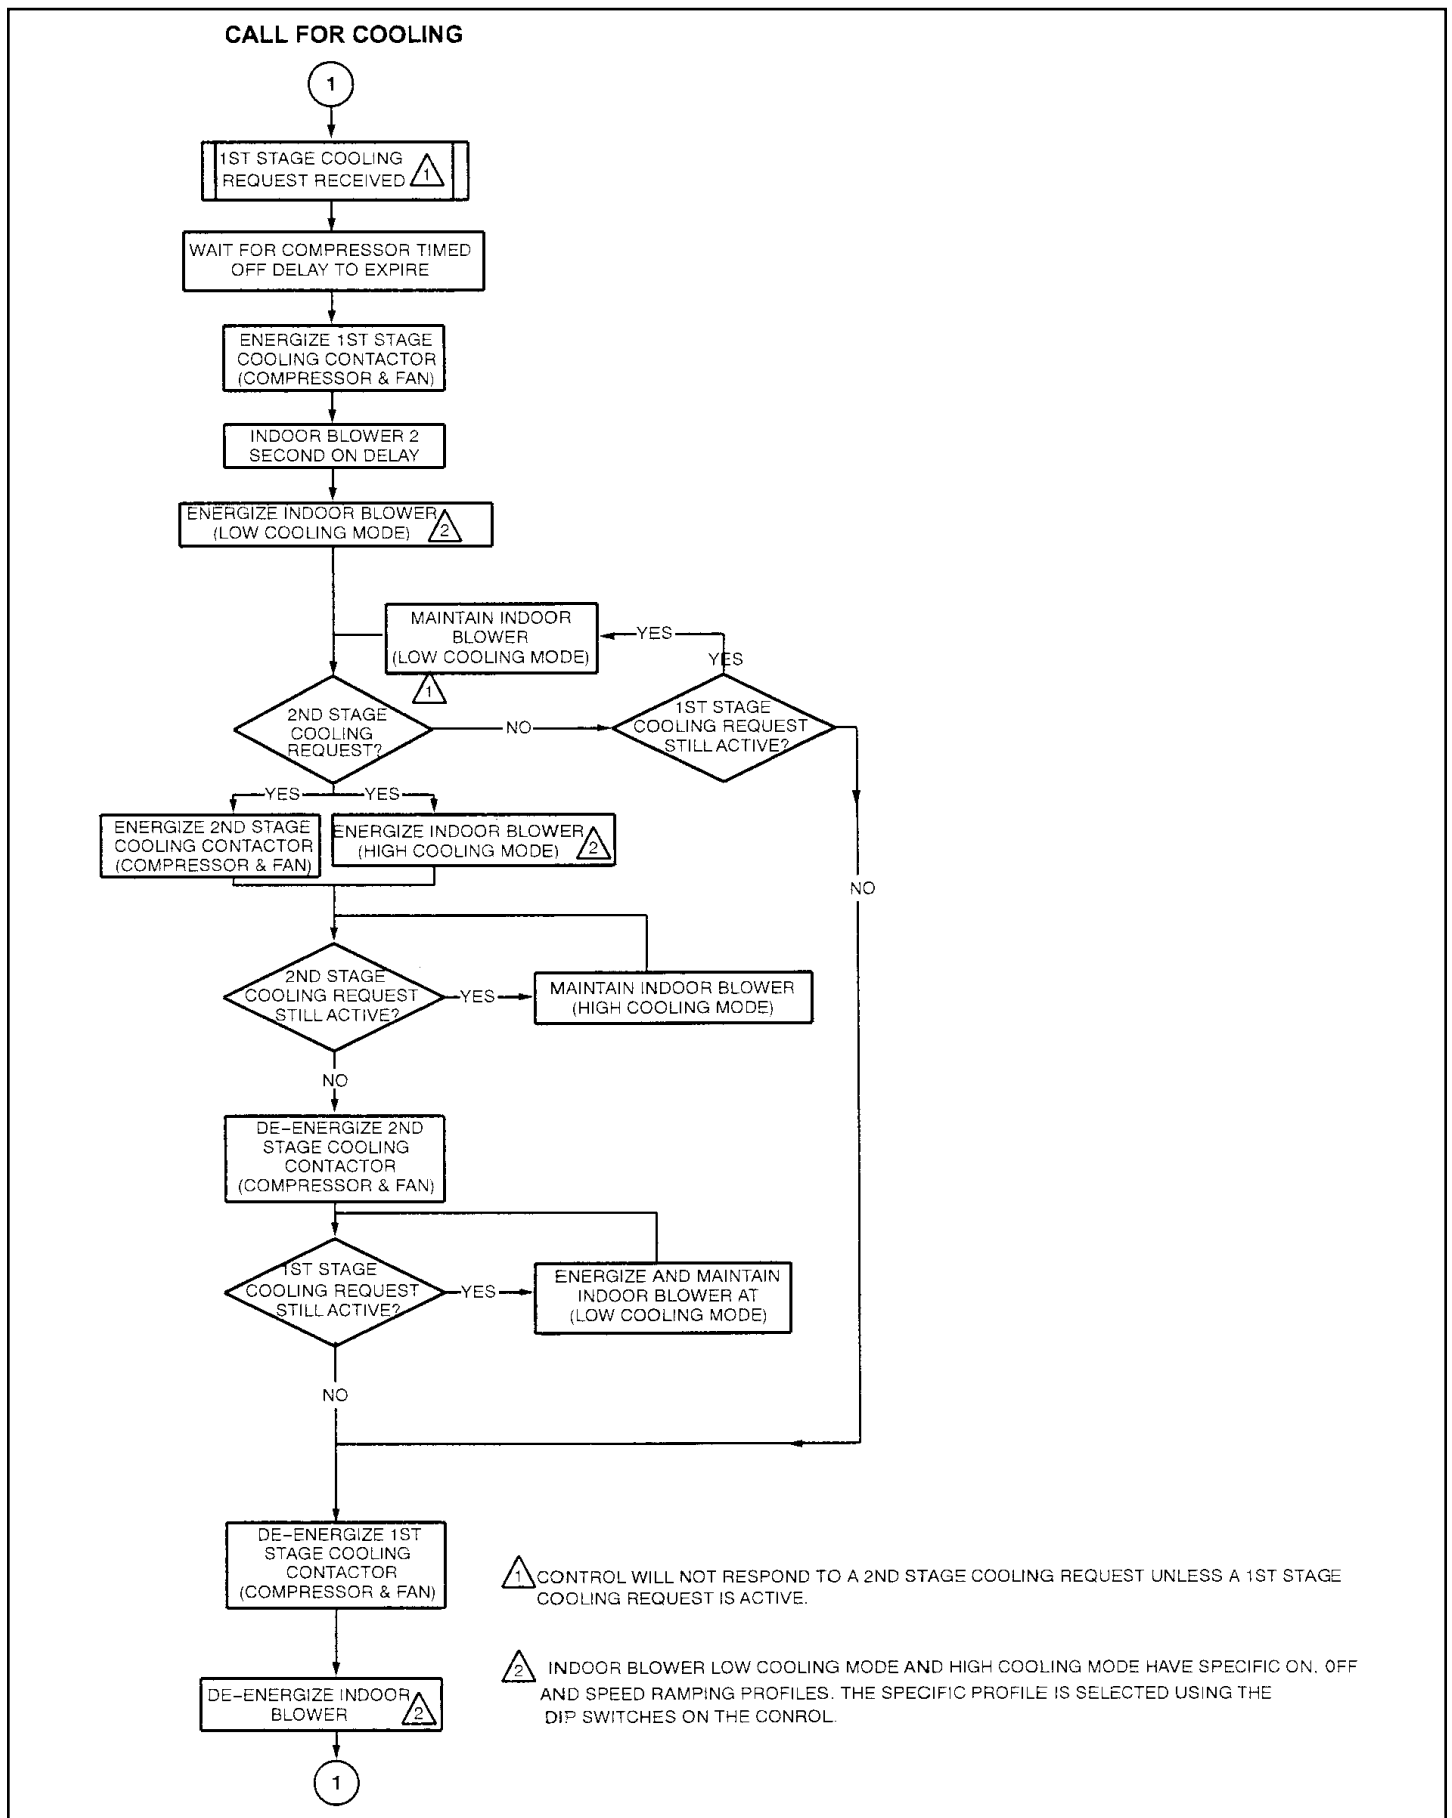 CALL FOR COOLING
1
1ST STAGE COOLING
REQUEST RECEIVED 1
WAIT FOR COMPRESSOR TIMED
OFF DELAY TO EXPIRE
ENERGIZE 1ST STAGE
COOLING CONTACTOR
(COMPRESSOR & FAN)
INDOOR BLOWER 2
SECOND ON DELAY
ENERGIZE INDOOR BLOWER
(LOW COOLING MODE) 2
MAINTAIN INDOOR
BLOWER
(LOW COOLING MODE)
1
YES
YES
2ND STAGE
COOLING
REQUEST?
NO
1ST STAGE
COOLING REQUEST
STILL ACTIVE?
YES
YES
ENERGIZE 2ND STAGE
COOLING CONTACTOR
(COMPRESSOR & FAN)
ENERGIZE INDOOR BLOWER
(HIGH COOLING MODE) 2
NO
2ND STAGE
COOLING REQUEST
STILL ACTIVE?
YES
MAINTAIN INDOOR BLOWER
(HIGH COOLING MODE)
NO
DE-ENERGIZE 2ND
STAGE COOLING
CONTACTOR
(COMPRESSOR & FAN)
1ST STAGE
COOLING REQUEST
STILL ACTIVE?
YES
ENERGIZE AND MAINTAIN
INDOOR BLOWER AT
(LOW COOLING MODE)
NO
DE-ENERGIZE 1ST
STAGE COOLING
CONTACTOR
(COMPRESSOR & FAN)
1 CONTROL WILL NOT RESPOND TO A 2ND STAGE COOLING REQUEST UNLESS A 1ST STAGE
COOLING REQUEST IS ACTIVE.
2 INDOOR BLOWER LOW COOLING MODE AND HIGH COOLING MODE HAVE SPECIFIC ON, OFF
AND SPEED RAMPING PROFILES. THE SPECIFIC PROFILE IS SELECTED USING THE
DIP SWITCHES ON THE CONROL.
DE-ENERGIZE INDOOR
BLOWER 2
1